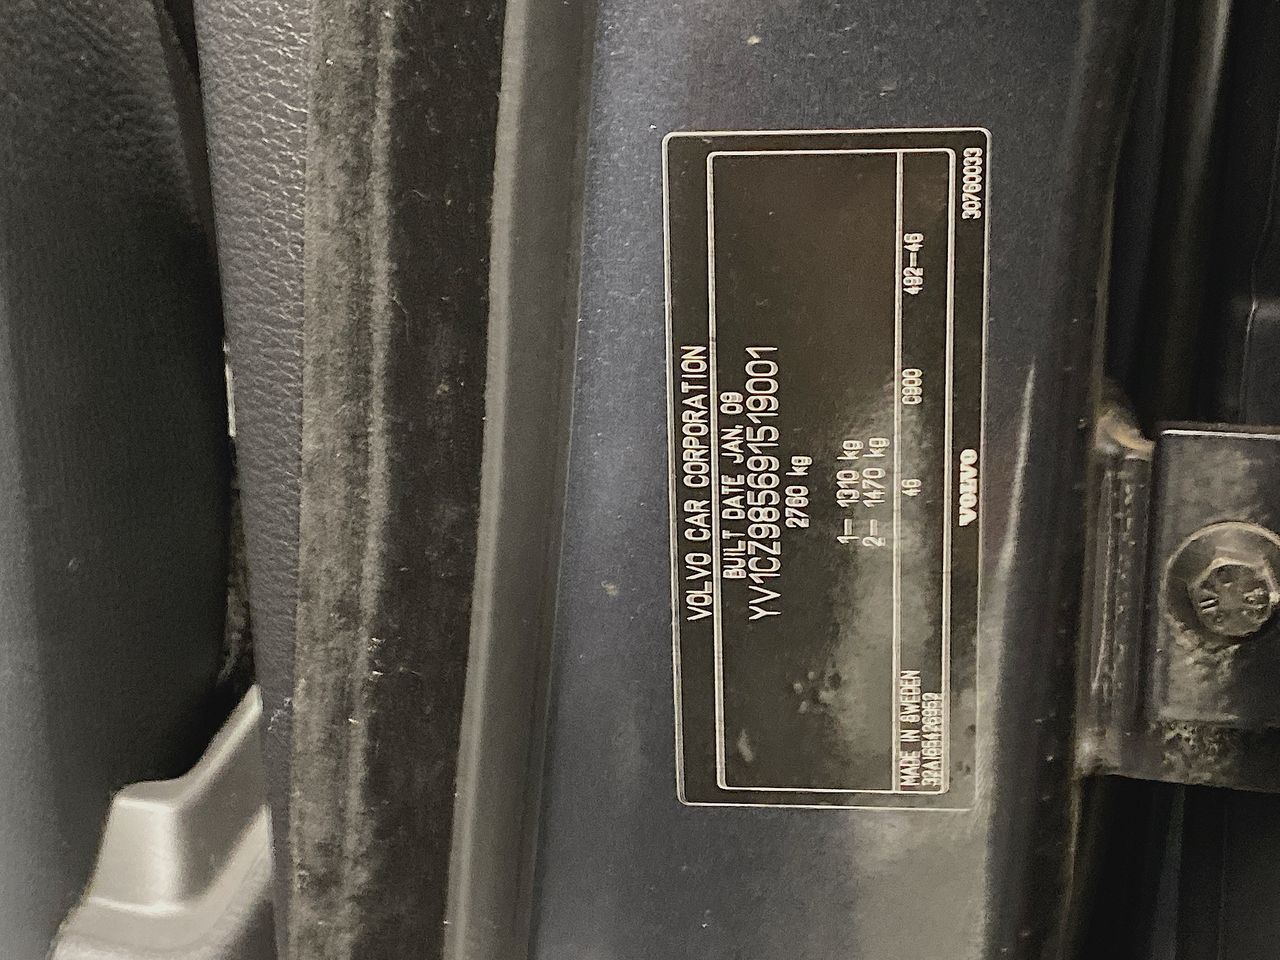 VOLVO CAR CORPORATION
BUILT DATE JAN. 09
YV1CZ985691519001
2760 kg
1– 1310 kg
2– 1470 kg
46 C900 492–46
MADE IN SWEDEN
VOLVO
30760033